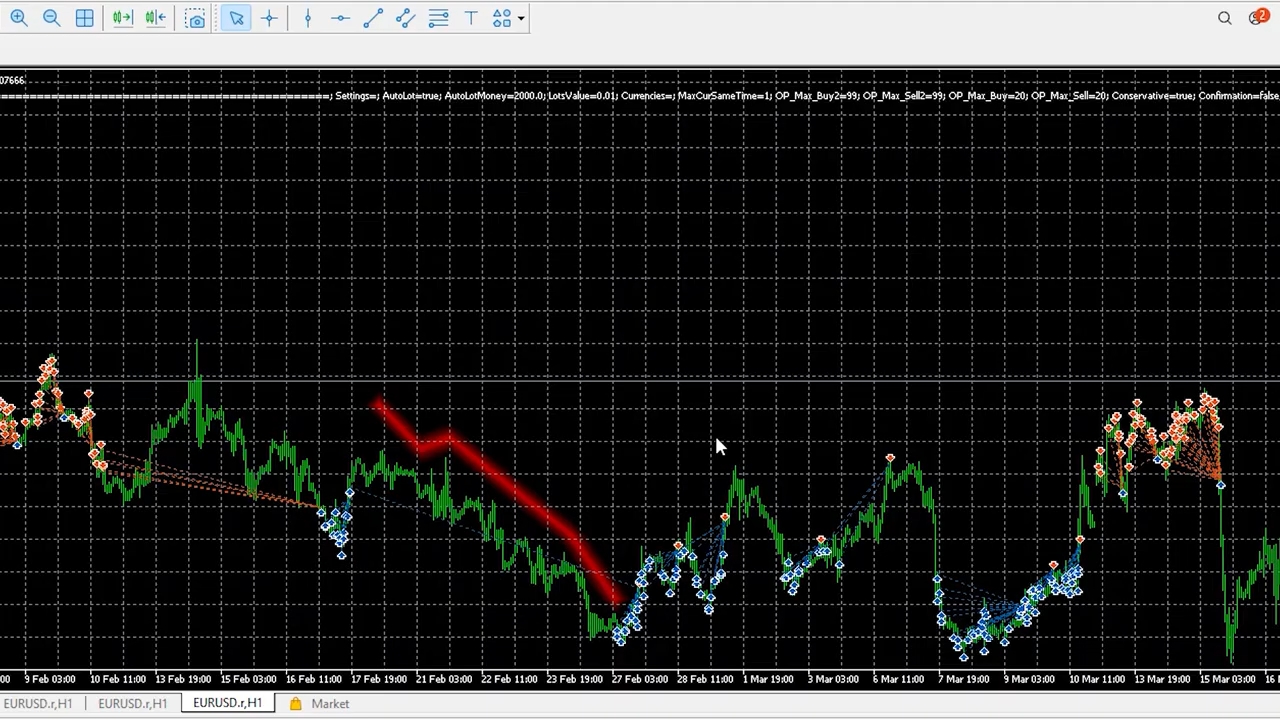 2
07666
=; Settings=; AutoLot=true; AutoLotMoney=2000.0; LotsValue=0.01; Currencies=; MaxCurSameTime=1; OP_Max_Buy2=99; OP_Max_Sell2=99; OP_Max_Buy=20; OP_Max_Sell=20; Conservative=true; Confirmation=false
00 9 Feb 03:00 10 Feb 11:00 13 Feb 19:00 15 Feb 03:00 16 Feb 11:00 17 Feb 19:00 21 Feb 03:00 22 Feb 11:00 23 Feb 19:00 27 Feb 03:00 28 Feb 11:00 1 Mar 19:00 3 Mar 03:00 6 Mar 11:00 7 Mar 19:00 9 Mar 03:00 10 Mar 11:00 13 Mar 19:00 15 Mar 03:00 16 M
EURUSD.r,H1 EURUSD.r,H1 EURUSD.r,H1 Market